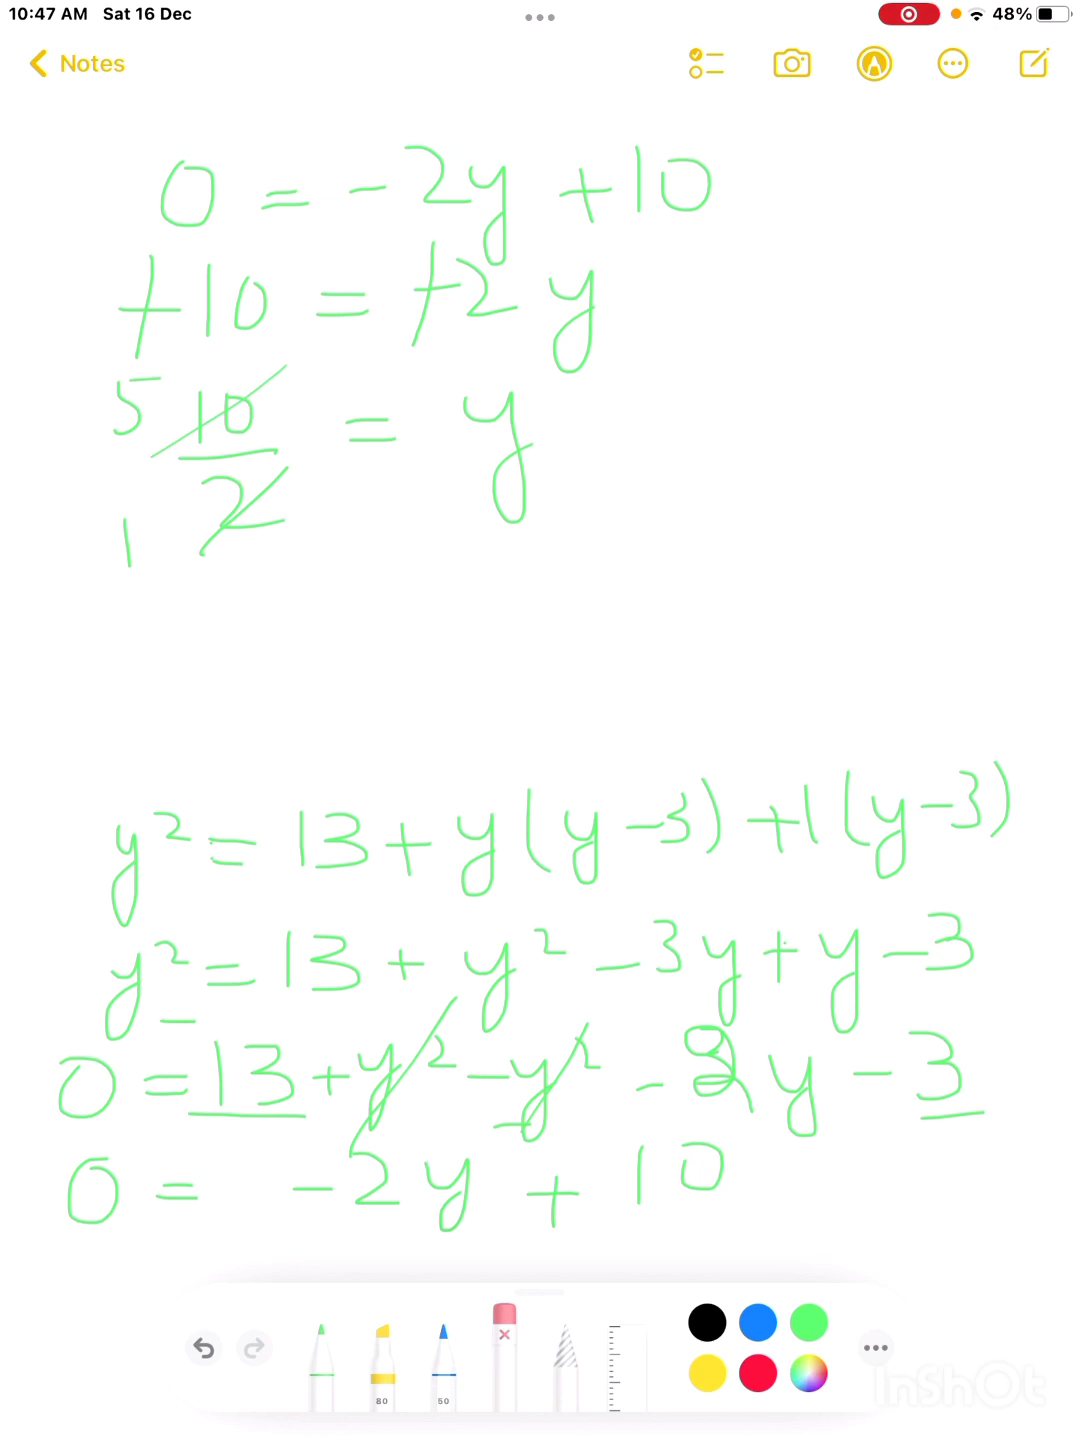 10:47 AM Sat 16 Dec 48%
Notes
0 = -2y +10
+10 = +2y
5 10/2 = y
1
y² = 13 + y(y-3) +1(y-3)
y² = 13 + y² - 3y + y - 3
0 = 13 + y² - y² - 2y - 3
0 = -2y + 10
80 50
InShOt